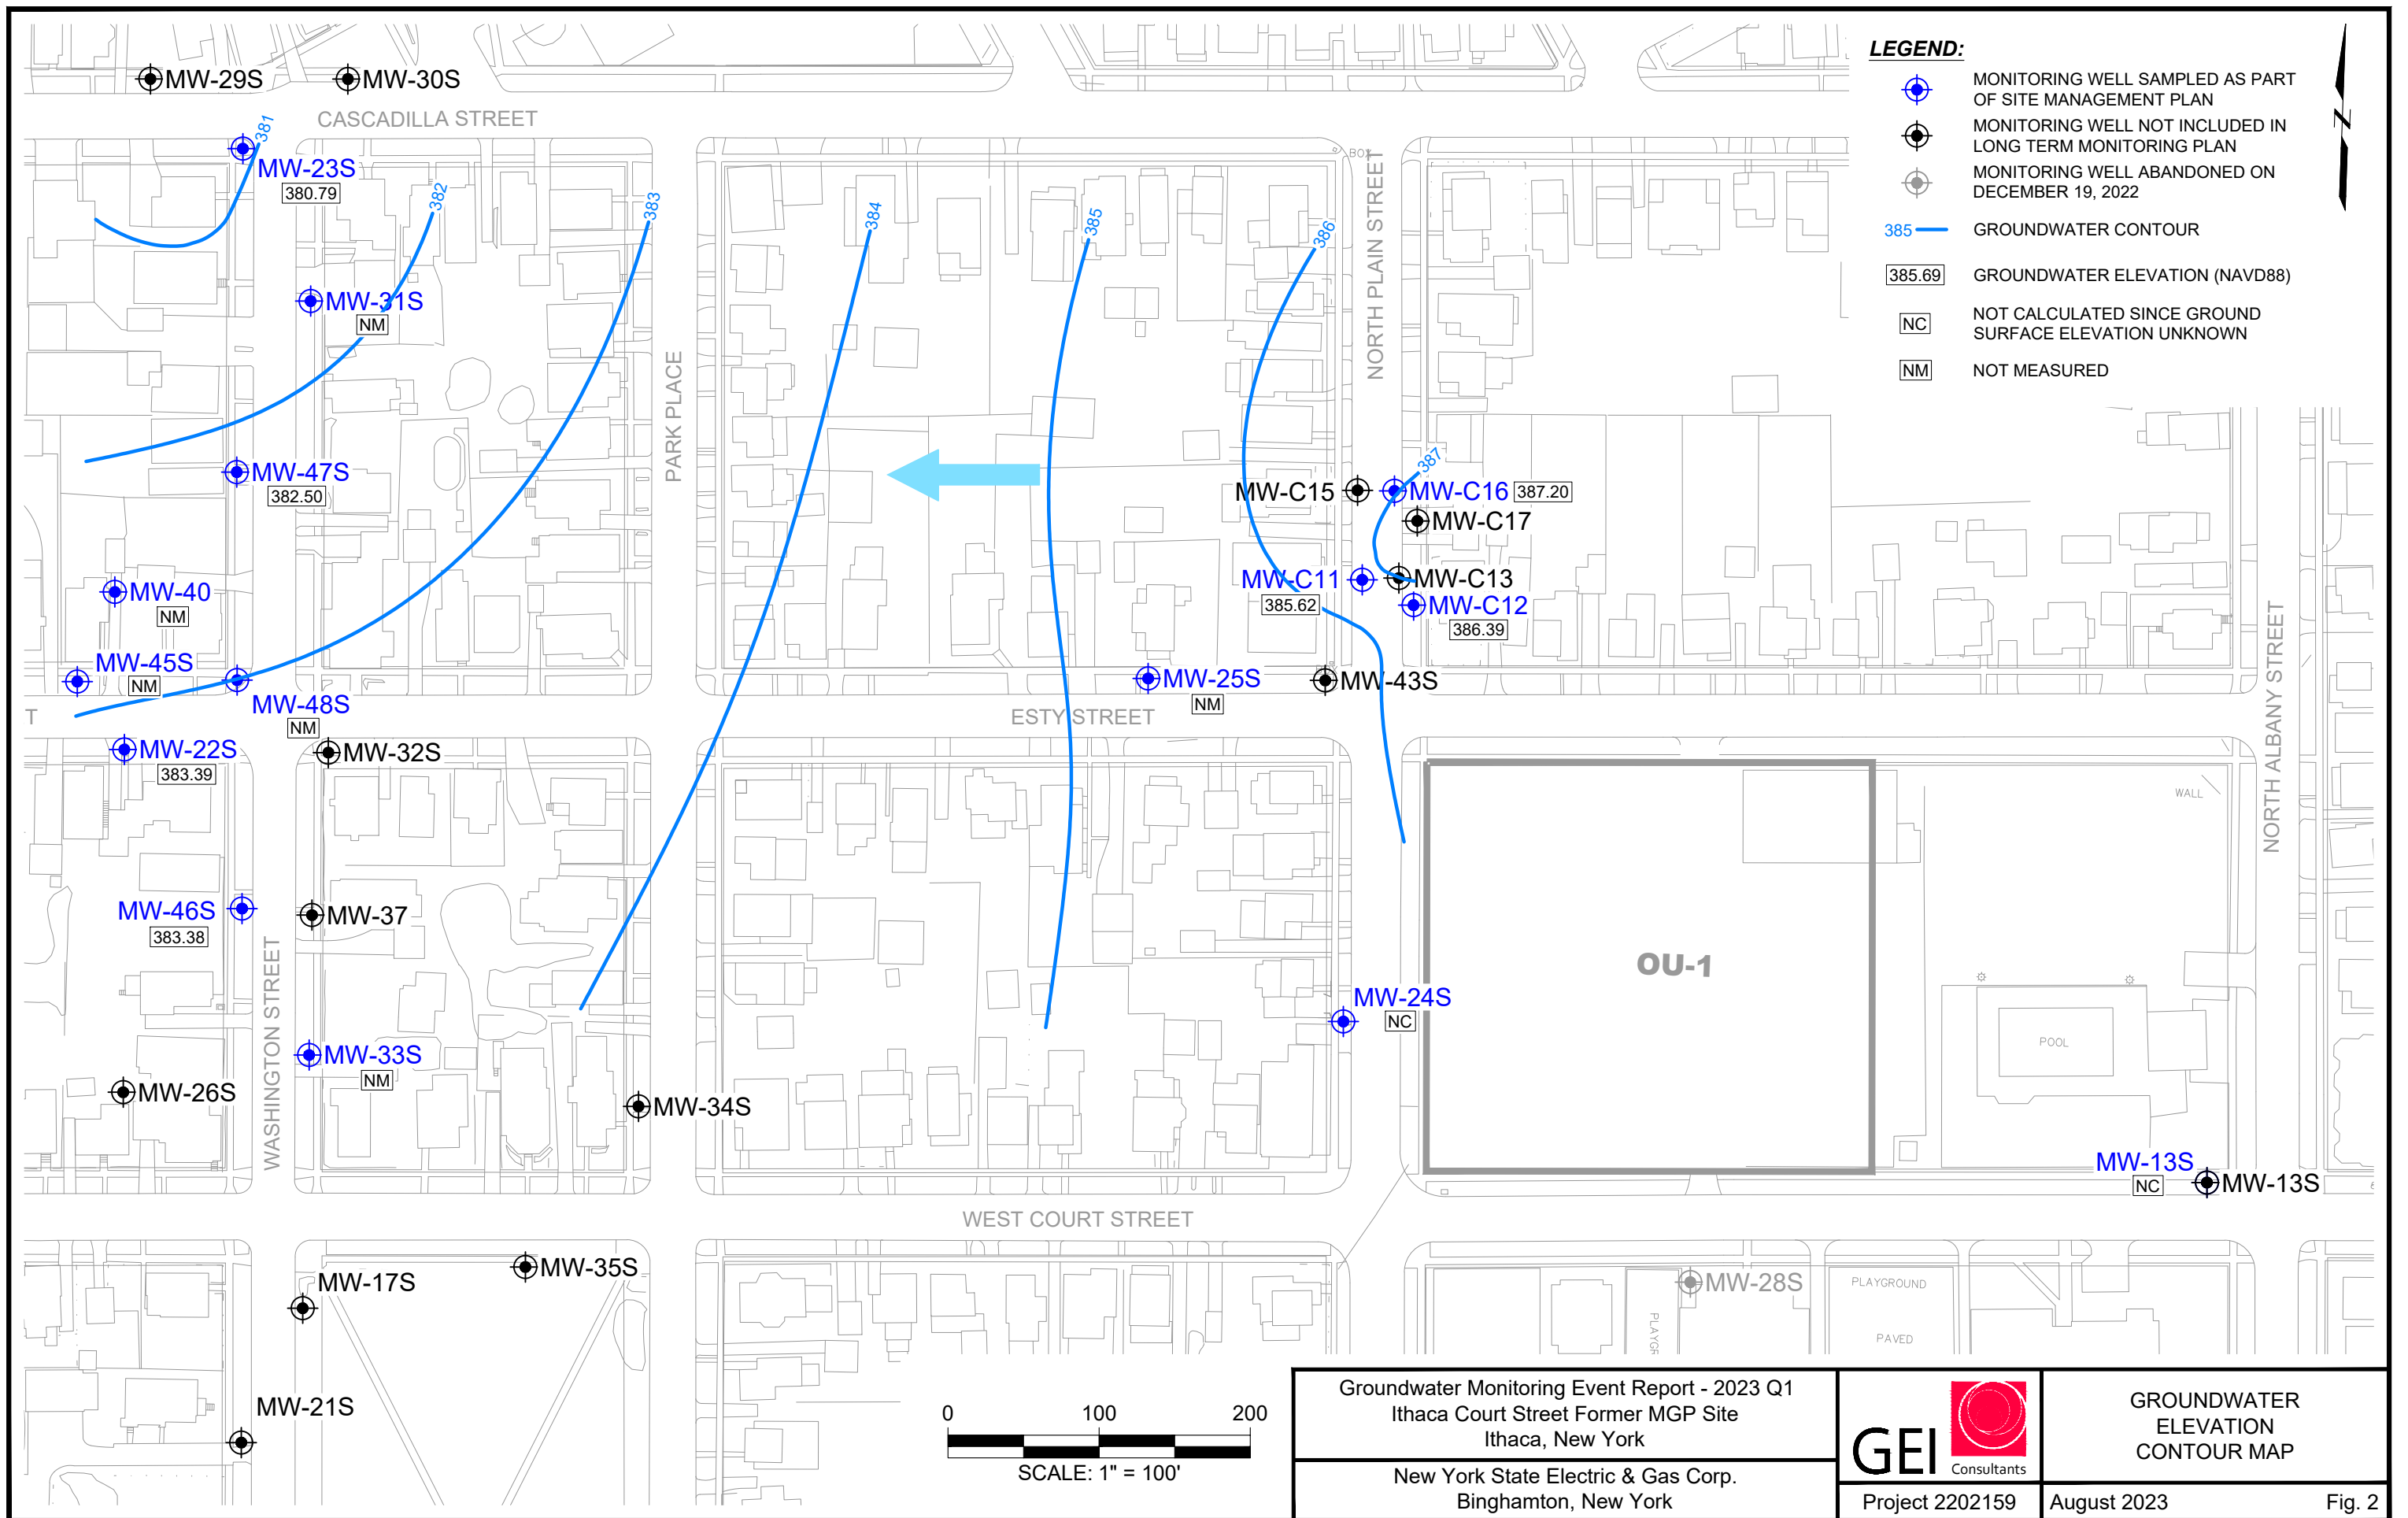 MW-29S
MW-30S
CASCADILLA STREET
381
MW-23S
380.79
382
383
384
385
386
BOX
NORTH PLAIN STREET
LEGEND:
MONITORING WELL SAMPLED AS PART
OF SITE MANAGEMENT PLAN
MONITORING WELL NOT INCLUDED IN
LONG TERM MONITORING PLAN
MONITORING WELL ABANDONED ON
DECEMBER 19, 2022
385
GROUNDWATER CONTOUR
385.69
GROUNDWATER ELEVATION (NAVD88)
NC
NOT CALCULATED SINCE GROUND
SURFACE ELEVATION UNKNOWN
NM
NOT MEASURED
N
MW-31S
NM
PARK PLACE
MW-47S
382.50
387
MW-C15
MW-C16
387.20
MW-C17
MW-C11
385.62
MW-C13
MW-C12
386.39
MW-40
NM
MW-45S
NM
MW-48S
NM
MW-25S
NM
MW-43S
NORTH ALBANY STREET
T
ESTY STREET
MW-22S
383.39
MW-32S
WALL
MW-46S
383.38
MW-37
WASHINGTON STREET
OU-1
MW-24S
NC
POOL
MW-33S
NM
MW-26S
MW-34S
MW-13S
NC
MW-13S
WEST COURT STREET
MW-35S
MW-17S
MW-28S
PLAYGROUND
PLAYGR
PAVED
MW-21S
0 100 200
SCALE: 1" = 100'
Groundwater Monitoring Event Report - 2023 Q1
Ithaca Court Street Former MGP Site
Ithaca, New York
New York State Electric & Gas Corp.
Binghamton, New York
GEI
Consultants
Project 2202159
GROUNDWATER
ELEVATION
CONTOUR MAP
August 2023
Fig. 2